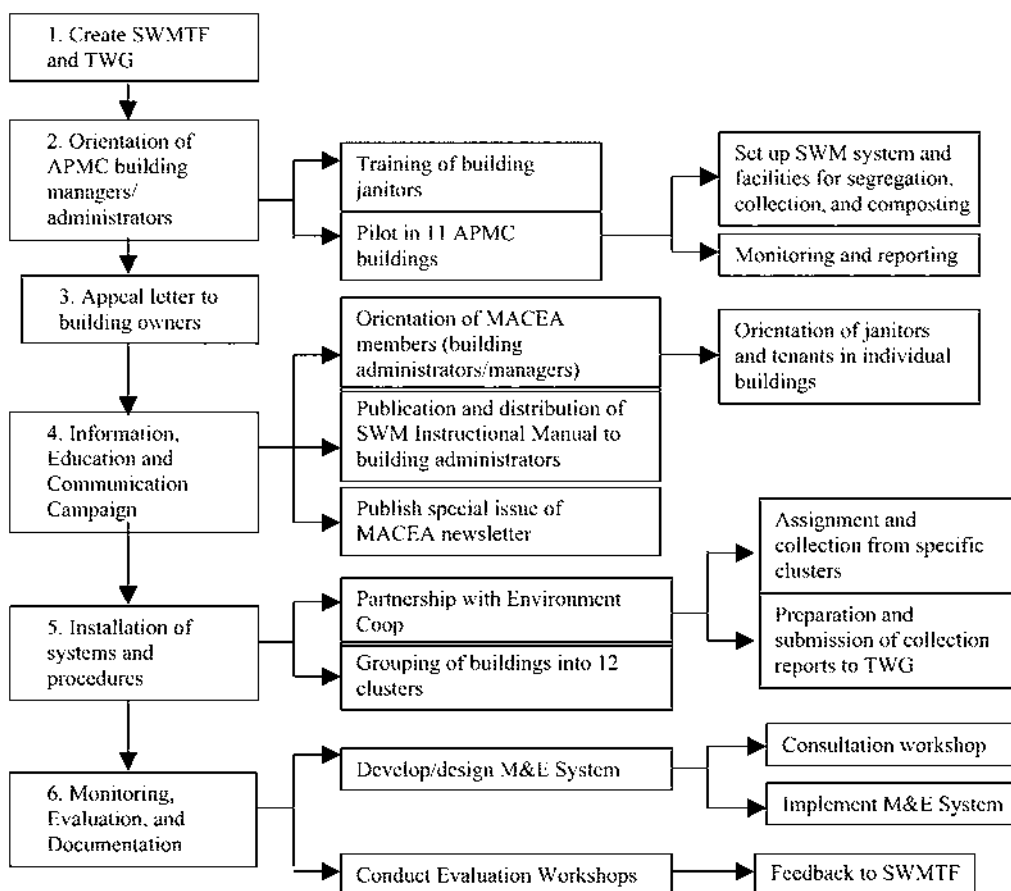 1. Create SWMTF
and TWG
2. Orientation of
APMC building
managers/
administrators
Training of building
janitors
Pilot in 11 APMC
buildings
Set up SWM system and
facilities for segregation,
collection, and composting
Monitoring and reporting
3. Appeal letter to
building owners
Orientation of MACEA
members (building
administrators/managers)
Orientation of janitors
and tenants in individual
buildings
4. Information,
Education and
Communication
Campaign
Publication and distribution of
SWM Instructional Manual to
building administrators
Publish special issue of
MACEA newsletter
5. Installation of
systems and
procedures
Partnership with Environment
Coop
Grouping of buildings into 12
clusters
Assignment and
collection from specific
clusters
Preparation and
submission of collection
reports to TWG
6. Monitoring,
Evaluation, and
Documentation
Develop/design M&E System
Consultation workshop
Implement M&E System
Conduct Evaluation Workshops
Feedback to SWMTF